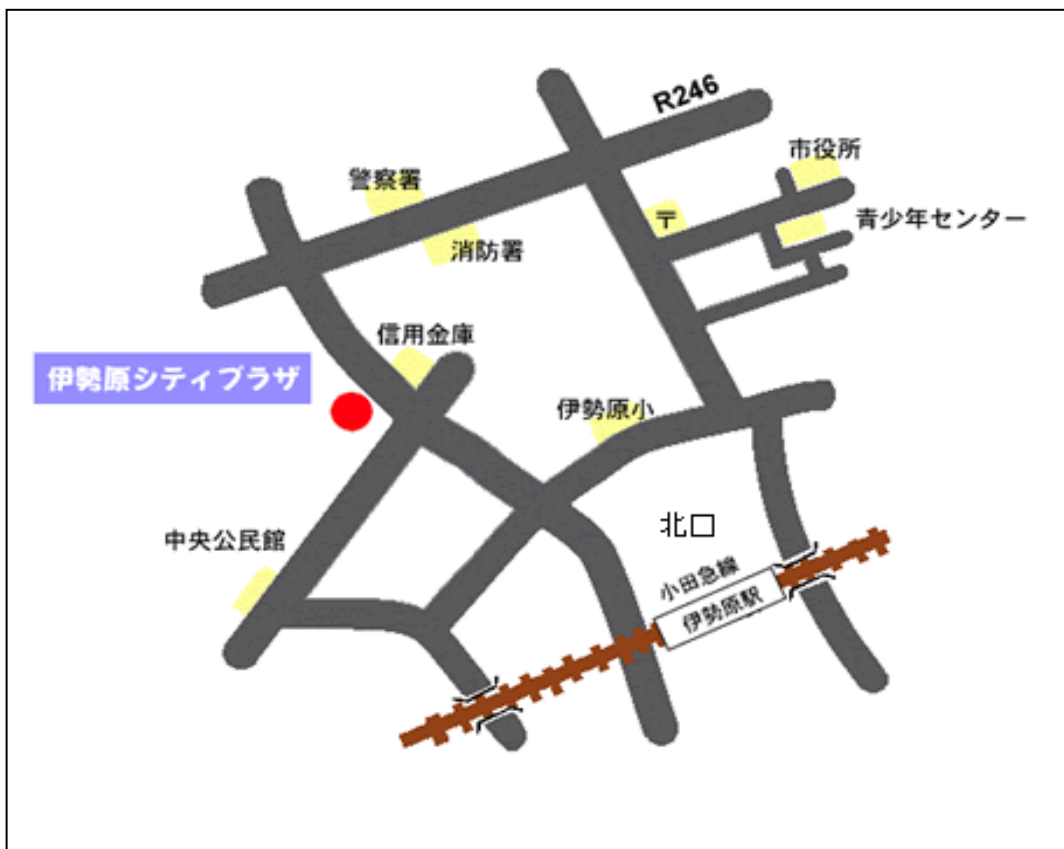 R246
市役所
警察署
〒
青少年センター
消防署
信用金庫
伊勢原シティプラザ
伊勢原小
北口
中央公民館
小田急線
伊勢原駅